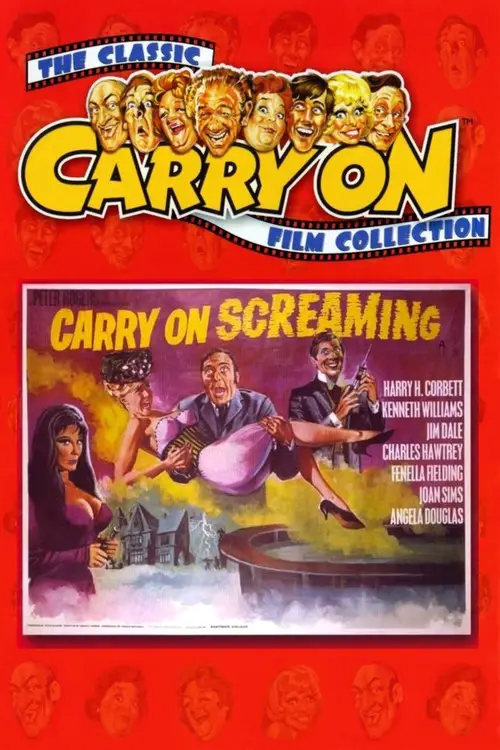 THE CLASSIC
CARRY ON™
FILM COLLECTION
CARRY ON SCREAMING
A
HARRY H. CORBETT
KENNETH WILLIAMS
JIM DALE
CHARLES HAWTREY
FENELLA FIELDING
JOAN SIMS
ANGELA DOUGLAS